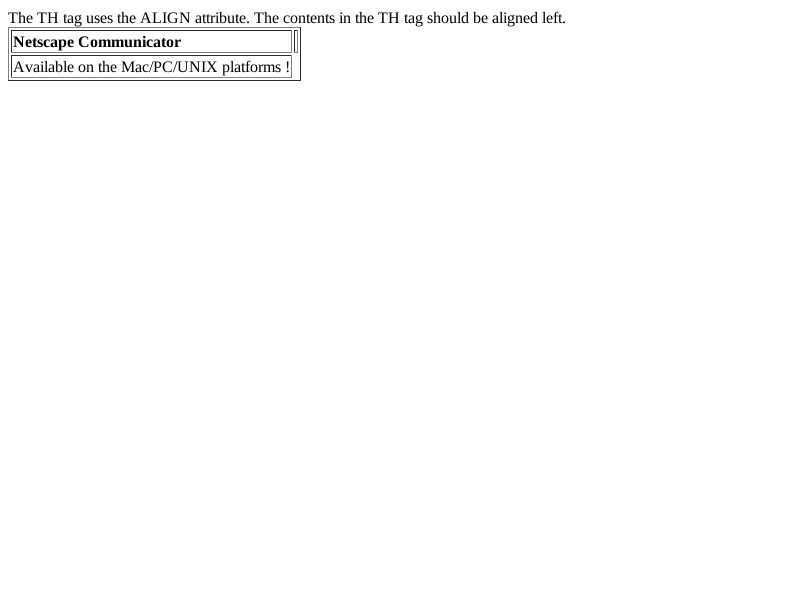 The TH tag uses the ALIGN attribute. The contents in the TH tag should be aligned left.
Netscape Communicator
Available on the Mac/PC/UNIX platforms !